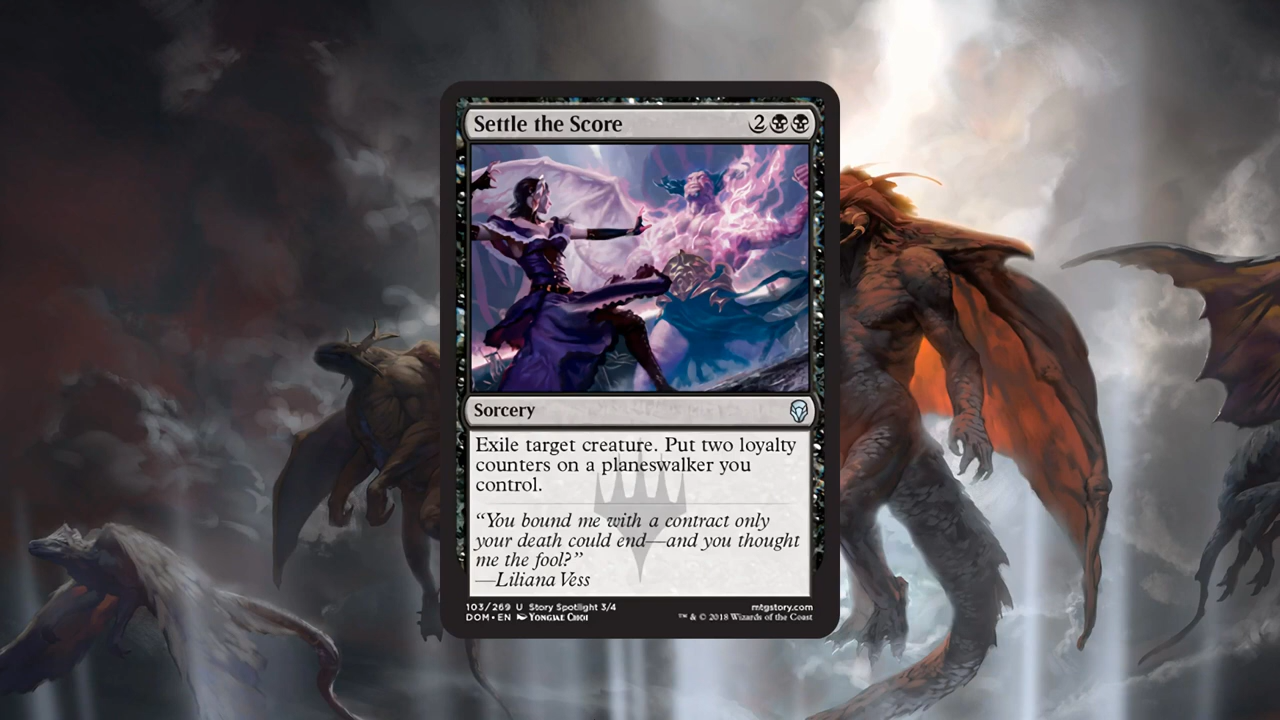 Settle the Score 2
Sorcery
Exile target creature. Put two loyalty
counters on a planeswalker you
control.
“You bound me with a contract only
your death could end—and you thought
me the fool?”
—Liliana Vess
103/269 U Story Spotlight 3/4
mtgstory.com
DOM • EN Yongjae Choi
™ & © 2018 Wizards of the Coast